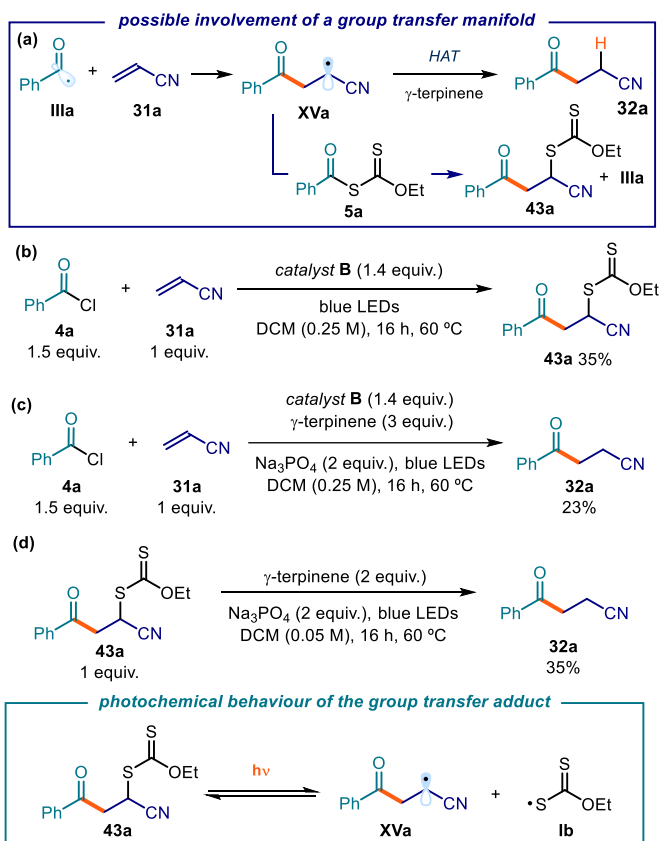 possible involvement of a group transfer manifold
(a)
O
Ph
IIIa
+
CN
31a
O
Ph
CN
XVa
HAT
γ-terpinene
O
H
Ph
CN
32a
O
S
Ph
S
OEt
5a
S
S
OEt
O
Ph
CN
43a
+ IIIa
(b)
O
Ph
Cl
4a
1.5 equiv.
+
CN
31a
1 equiv.
catalyst B (1.4 equiv.)
blue LEDs
DCM (0.25 M), 16 h, 60 ºC
S
S
OEt
O
Ph
CN
43a 35%
(c)
O
Ph
Cl
4a
1.5 equiv.
+
CN
31a
1 equiv.
catalyst B (1.4 equiv.)
γ-terpinene (3 equiv.)
Na3PO4 (2 equiv.), blue LEDs
DCM (0.25 M), 16 h, 60 ºC
O
Ph
CN
32a
23%
(d)
S
S
OEt
O
Ph
CN
43a
1 equiv.
γ-terpinene (2 equiv.)
Na3PO4 (2 equiv.), blue LEDs
DCM (0.05 M), 16 h, 60 ºC
O
Ph
CN
32a
35%
photochemical behaviour of the group transfer adduct
S
S
OEt
O
Ph
CN
43a
hν
O
Ph
CN
XVa
+
S
•S
OEt
Ib